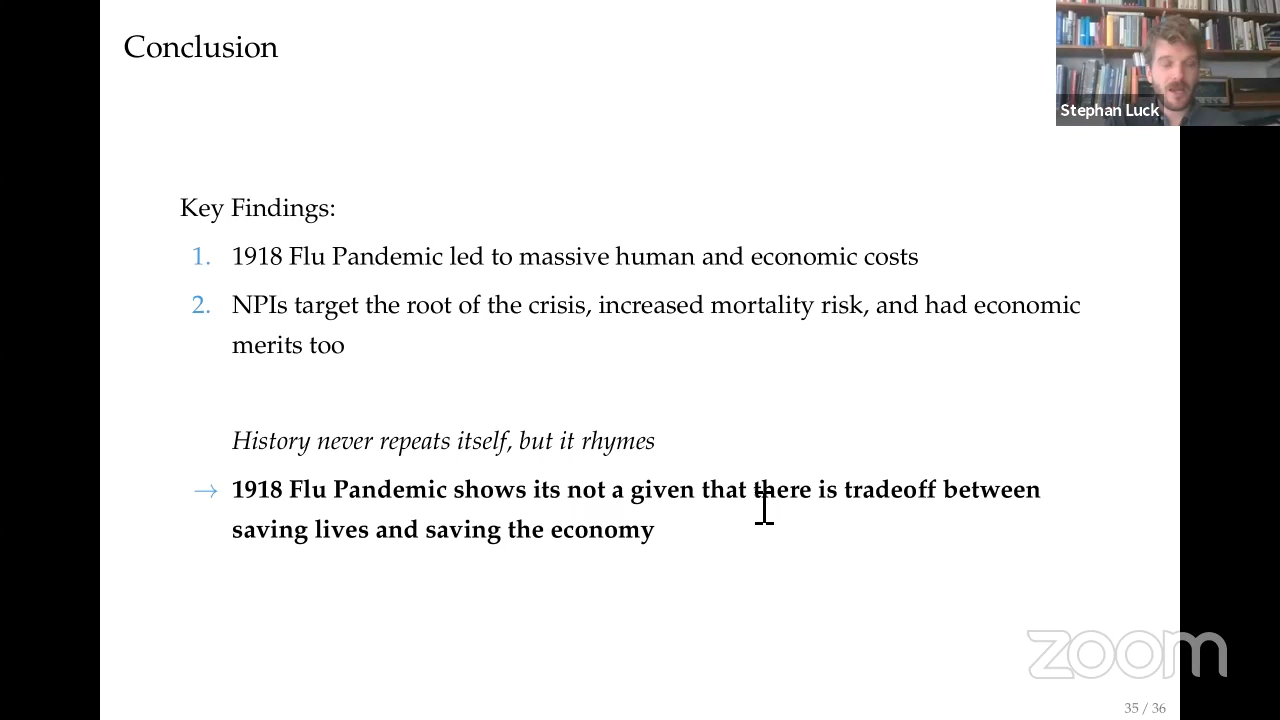 Conclusion
Stephan Luck
Key Findings:
1. 1918 Flu Pandemic led to massive human and economic costs
2. NPIs target the root of the crisis, increased mortality risk, and had economic
merits too
History never repeats itself, but it rhymes
→ 1918 Flu Pandemic shows its not a given that there is tradeoff between
saving lives and saving the economy
zoom
35 / 36